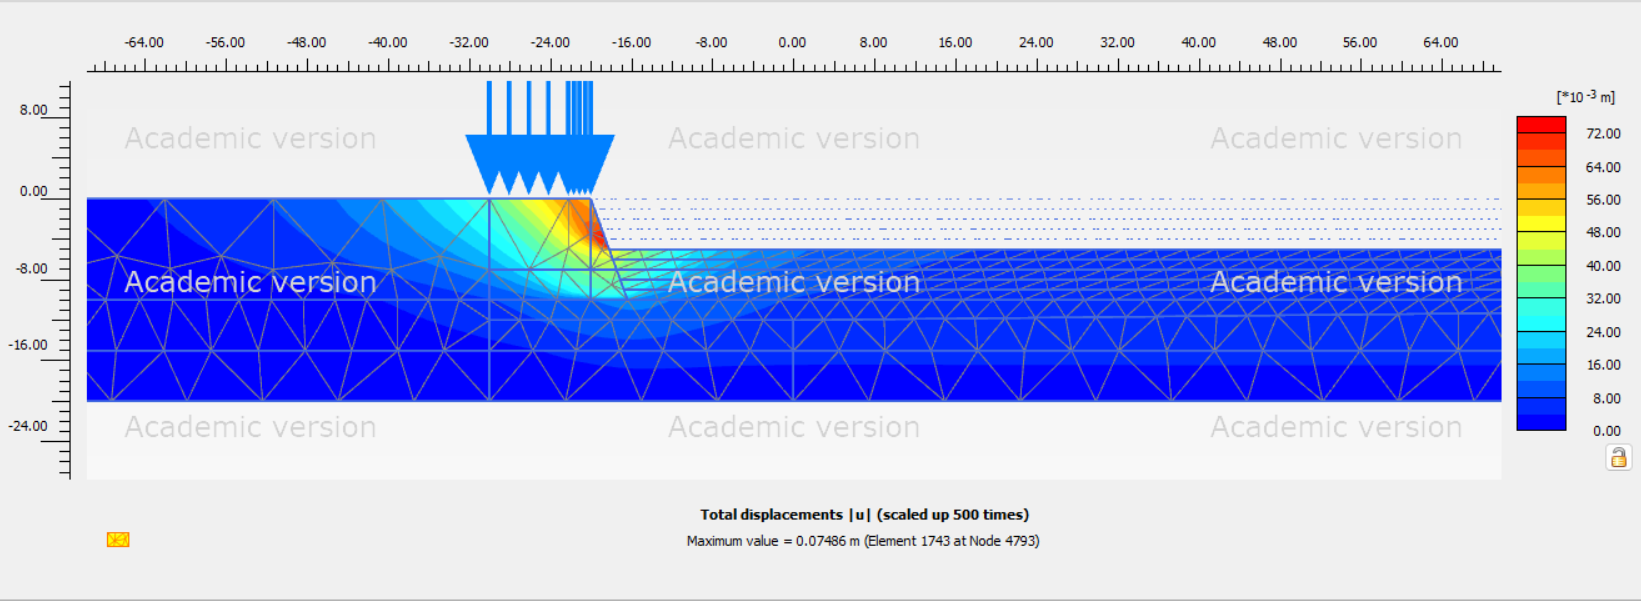 -64.00 -56.00 -48.00 -40.00 -32.00 -24.00 -16.00 -8.00 0.00 8.00 16.00 24.00 32.00 40.00 48.00 56.00 64.00
[*10 -3 m]
8.00
Academic version Academic version Academic version
72.00
64.00
0.00
56.00
48.00
-8.00
40.00
Academic version Academic version Academic version
32.00
24.00
-16.00
16.00
8.00
-24.00
Academic version Academic version Academic version
0.00
Total displacements |u| (scaled up 500 times)
Maximum value = 0.07486 m (Element 1743 at Node 4793)